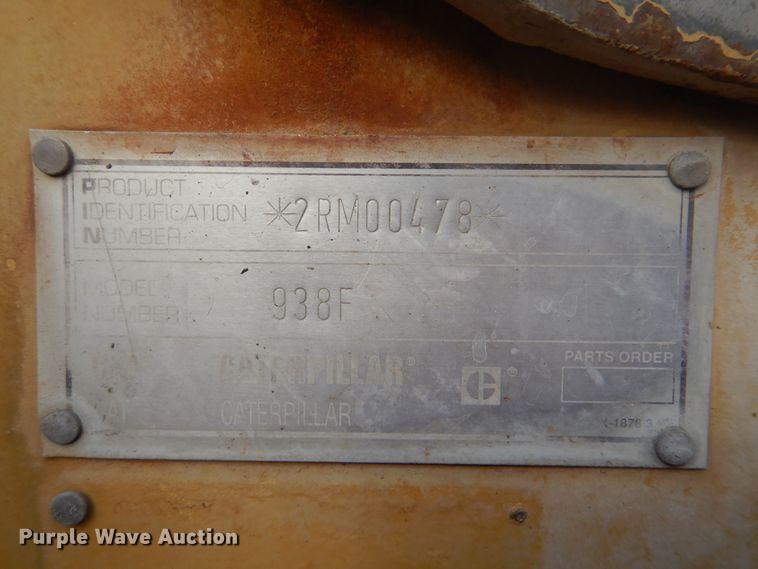 PRODUCT
IDENTIFICATION
NUMBER
*2RM00478*
MODEL
NUMBER
938F
CATERPILLAR®
CATERPILLAR
®
PARTS ORDER
Purple Wave Auction